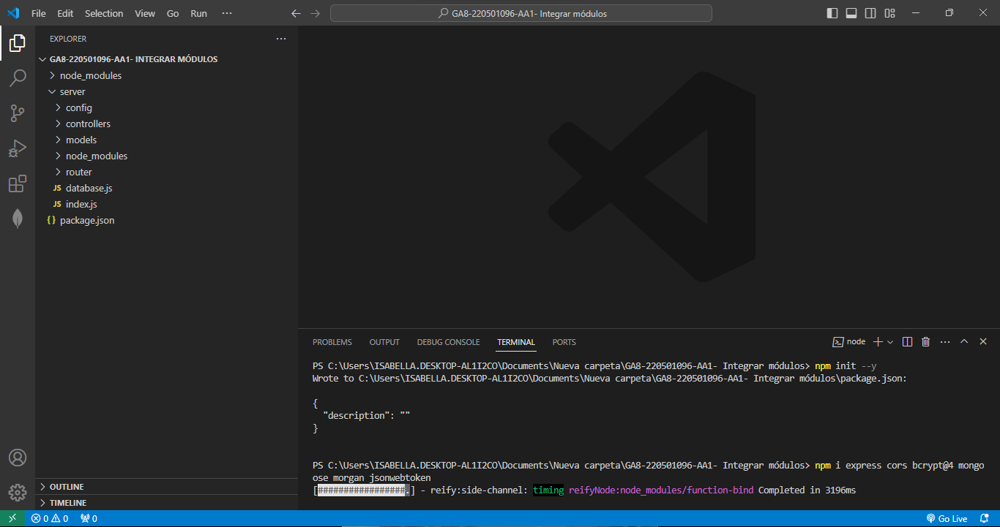 File Edit Selection View Go Run ···
GA8-220501096-AA1- Integrar módulos
EXPLORER
GA8-220501096-AA1- INTEGRAR MÓDULOS
node_modules
server
config
controllers
models
node_modules
router
JS database.js
JS index.js
{} package.json
OUTLINE
TIMELINE
PROBLEMS OUTPUT DEBUG CONSOLE TERMINAL PORTS
node
PS C:\Users\ISABELLA.DESKTOP-AL1I2CO\Documents\Nueva carpeta\GA8-220501096-AA1- Integrar módulos> npm init --y
Wrote to C:\Users\ISABELLA.DESKTOP-AL1I2CO\Documents\Nueva carpeta\GA8-220501096-AA1- Integrar módulos\package.json:
{
"description": ""
}
PS C:\Users\ISABELLA.DESKTOP-AL1I2CO\Documents\Nueva carpeta\GA8-220501096-AA1- Integrar módulos> npm i express cors bcrypt@4 mongo
ose morgan jsonwebtoken
[#################.] - reify:side-channel: timing reifyNode:node_modules/function-bind Completed in 3196ms
0 0 0
Go Live